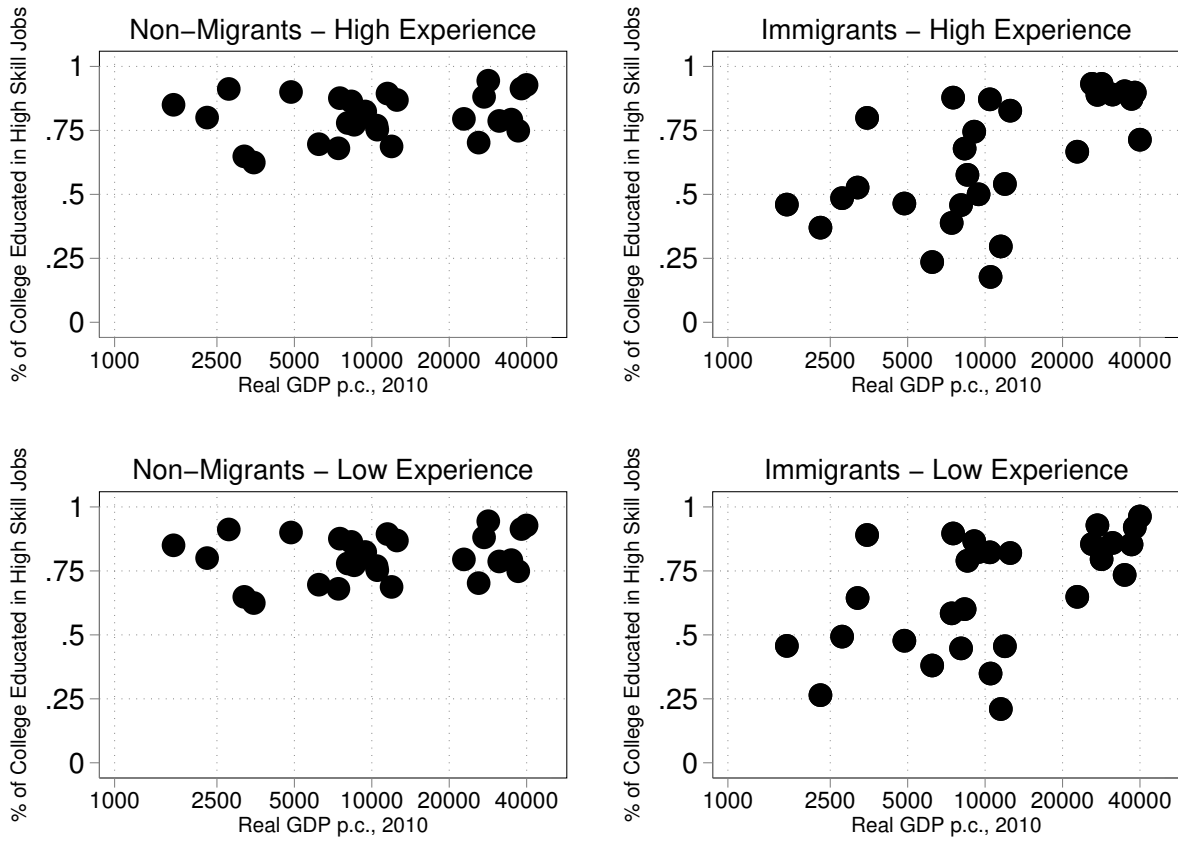 Non−Migrants − High Experience
% of College Educated in High Skill Jobs
1
.75
.5
.25
0
1000 2500 5000 10000 20000 40000
Real GDP p.c., 2010
Immigrants − High Experience
% of College Educated in High Skill Jobs
1
.75
.5
.25
0
1000 2500 5000 10000 20000 40000
Real GDP p.c., 2010
Non−Migrants − Low Experience
% of College Educated in High Skill Jobs
1
.75
.5
.25
0
1000 2500 5000 10000 20000 40000
Real GDP p.c., 2010
Immigrants − Low Experience
% of College Educated in High Skill Jobs
1
.75
.5
.25
0
1000 2500 5000 10000 20000 40000
Real GDP p.c., 2010